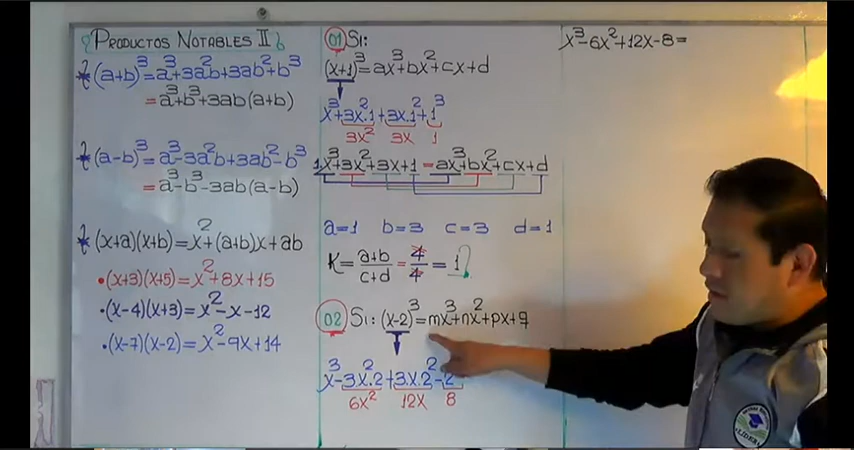 PRODUCTOS NOTABLES II
* (a+b)³=a³+3a²b+3ab²+b³
=a³+b³+3ab(a+b)
* (a-b)³=a³-3a²b+3ab²-b³
=a³-b³-3ab(a-b)
* (x+a)(x+b)=x²+(a+b)x+ab
•(x+3)(x+5)=x²+8x+15
•(x-4)(x+3)=x²-x-12
•(x-7)(x-2)=x²-9x+14
01 Si:
(x+1)³=ax³+bx²+cx+d
x³+3x².1+3x.1²+1³
3x² 3x 1
1x³+3x²+3x+1=ax³+bx²+cx+d
a=1 b=3 c=3 d=1
K=a+b/c+d=4/4=1
02 Si: (x-2)³=mx³+nx²+px+q
x³-3x².2+3.x.2²-2
6x² 12x 8
x³-6x²+12x-8=
LIDER